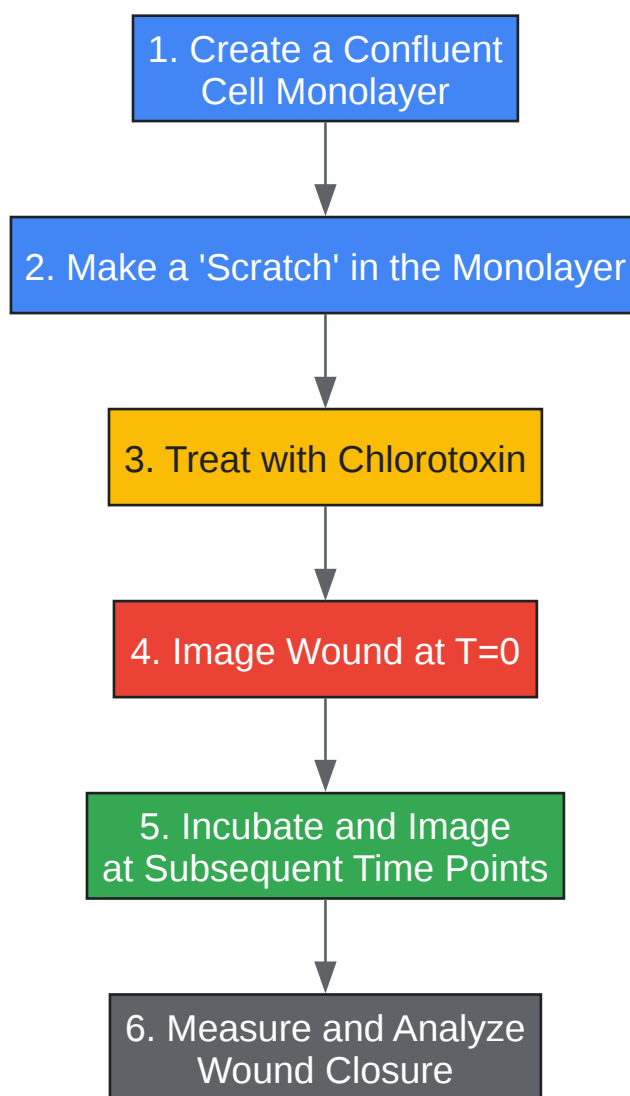 1. Create a Confluent
Cell Monolayer
2. Make a 'Scratch' in the Monolayer
3. Treat with Chlorotoxin
4. Image Wound at T=0
5. Incubate and Image
at Subsequent Time Points
6. Measure and Analyze
Wound Closure